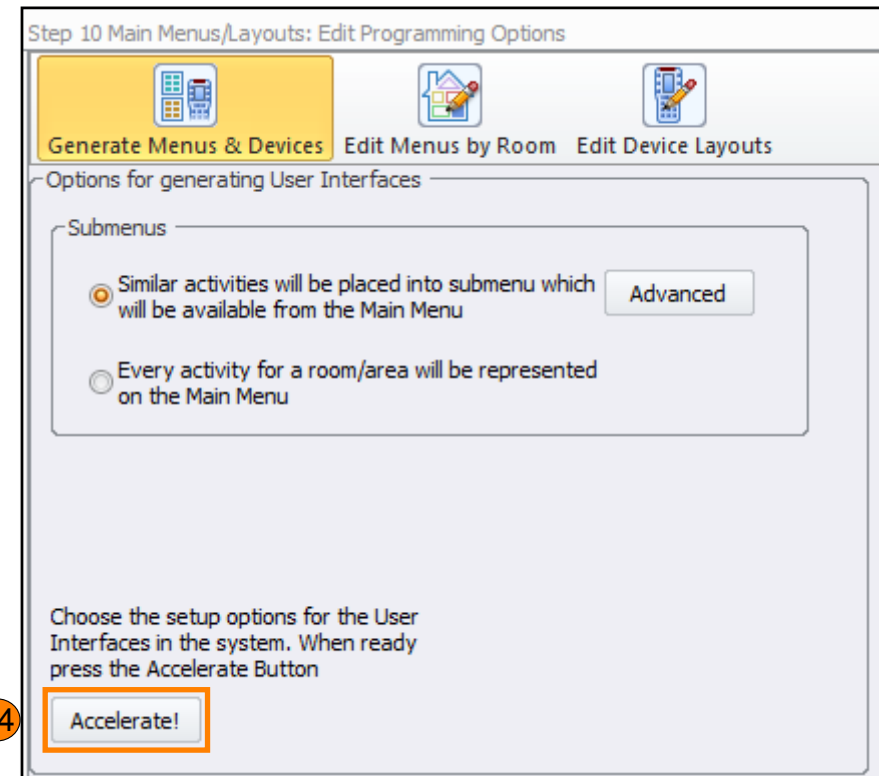 Step 10 Main Menus/Layouts: Edit Programming Options
Generate Menus & Devices Edit Menus by Room Edit Device Layouts
Options for generating User Interfaces
Submenus
Similar activities will be placed into submenu which
will be available from the Main Menu
Advanced
Every activity for a room/area will be represented
on the Main Menu
Choose the setup options for the User
Interfaces in the system. When ready
press the Accelerate Button
4 Accelerate!